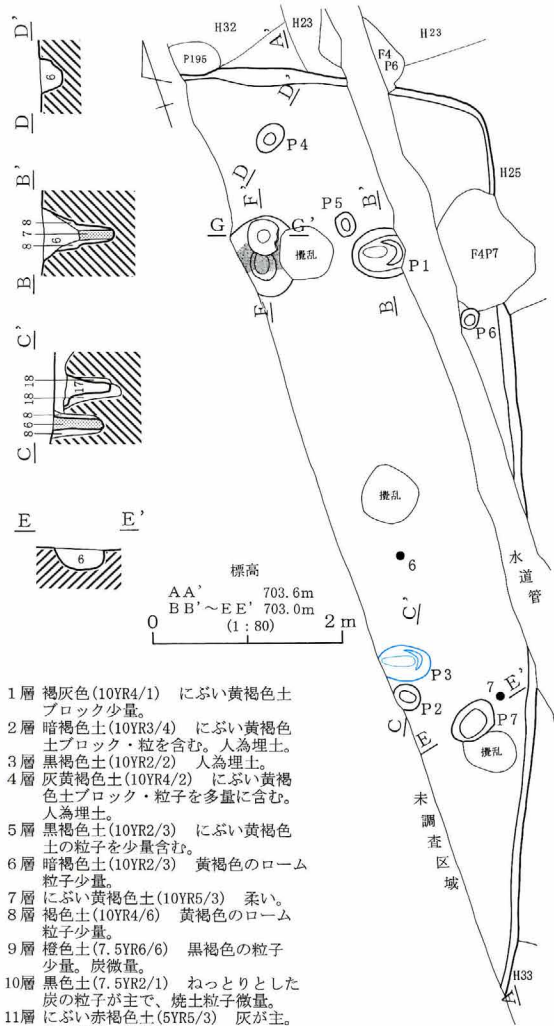 H32
H23
H23
P195
F4
P6
A'
D'
D'
6
D
D
P4
H25
B'
8
7
8
6
B
F'
G
G'
P5
B'
P1
攪乱
F4P7
B
P6
C'
18
18
17
8
6
8
C
攪乱
E
E'
6
6
水道管
標高
AA' 703.6m
BB'～EE' 703.0m
(1：80)
0
2 m
C'
P3
P2
7
E'
P7
C
E
攪乱
未調査区域
H33
A
1層 褐灰色(10YR4/1) にぶい黄褐色土
ブロック少量。
2層 暗褐色土(10YR3/4) にぶい黄褐色
土ブロック・粒を含む。人為埋土。
3層 黒褐色土(10YR2/2) 人為埋土。
4層 灰黄褐色土(10YR4/2) にぶい黄褐
色土ブロック・粒子を多量に含む。
人為埋土。
5層 黒褐色土(10YR2/3) にぶい黄褐色
土の粒子を少量含む。
6層 暗褐色土(10YR2/3) 黄褐色のローム
粒子少量。
7層 にぶい黄褐色土(10YR5/3) 柔い。
8層 褐色土(10YR4/6) 黄褐色のローム
粒子少量。
9層 橙色土(7.5YR6/6) 黒褐色の粒子
少量。炭微量。
10層 黒色土(7.5YR2/1) ねっとりとした
炭の粒子が主で、焼土粒子微量。
11層 にぶい赤褐色土(5YR5/3) 灰が主。